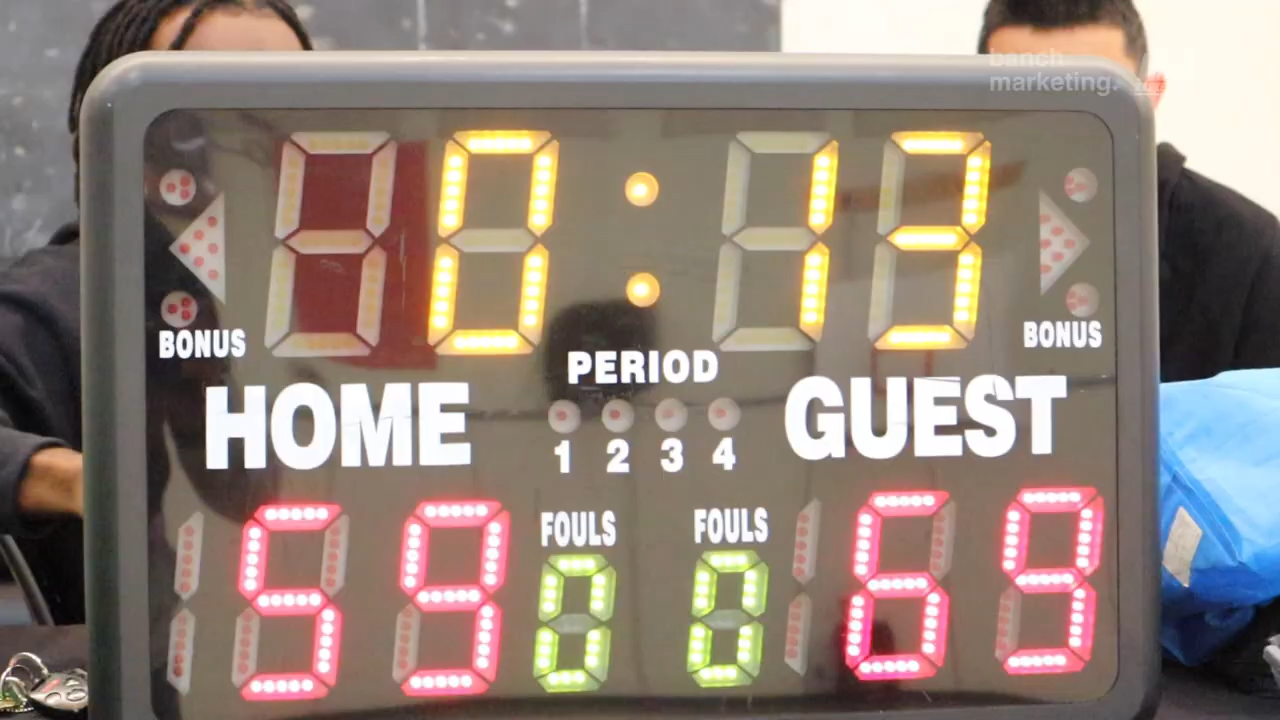 banch
marketing.
0:13
BONUS
BONUS
PERIOD
HOME
GUEST
1 2 3 4
FOULS
FOULS
59
0
0
69